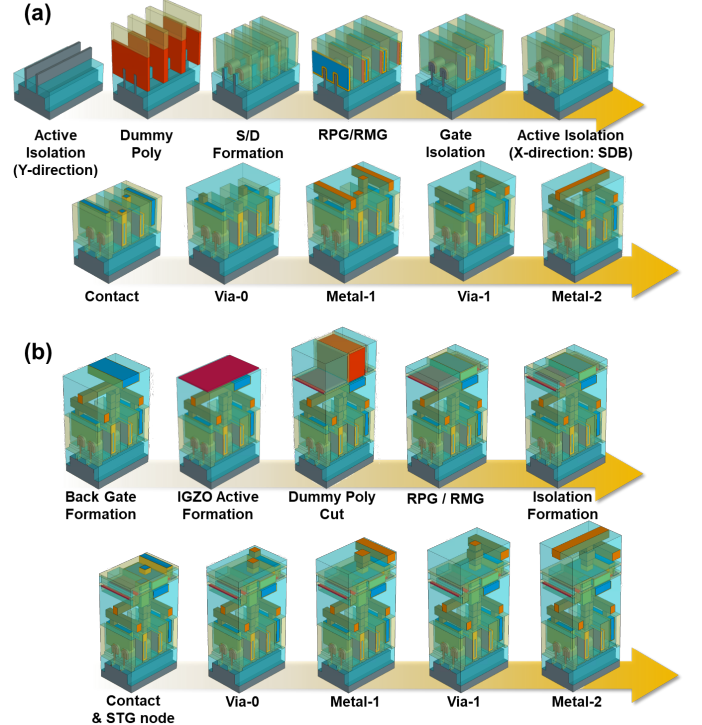 (a)
Active
Isolation
(Y-direction)
Dummy
Poly
S/D
Formation
RPG/RMG
Gate
Isolation
Active Isolation
(X-direction: SDB)
Contact
Via-0
Metal-1
Via-1
Metal-2
(b)
Back Gate
Formation
IGZO Active
Formation
Dummy Poly
Cut
RPG / RMG
Isolation
Formation
Contact
& STG node
Via-0
Metal-1
Via-1
Metal-2